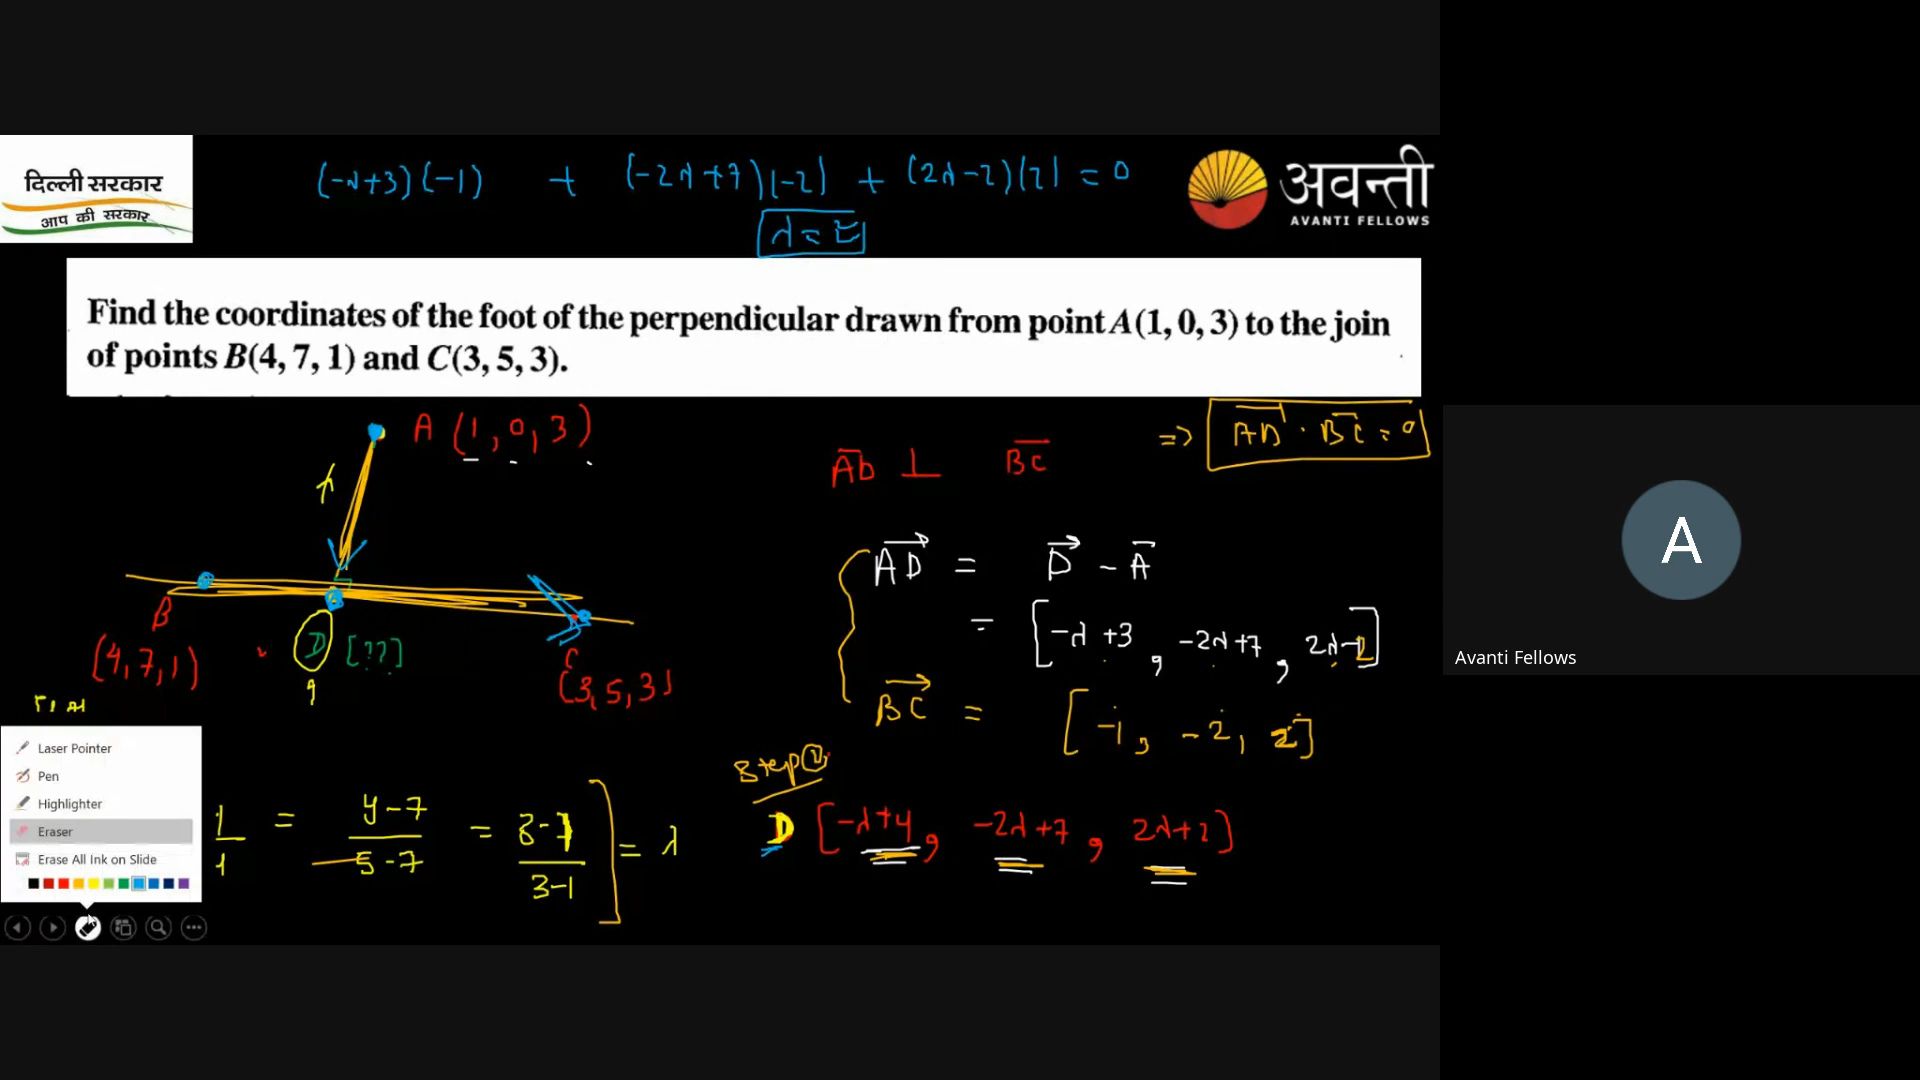 दिल्ली सरकार
आप की सरकार
(-λ+3)(-1) + (-2λ+7)(-2) + (2λ-2)(2) = 0
अवन्ती
AVANTI FELLOWS
Find the coordinates of the foot of the perpendicular drawn from point A(1, 0, 3) to the join
of points B(4, 7, 1) and C(3, 5, 3).
A (1, 0, 3)
AD ⊥ BC
=> AD · BC = 0
AD = D - A
= [-λ+3, -2λ+7, 2λ-2]
BC = [-1, -2, 2]
B
(4, 7, 1)
D [??]
C
(3, 5, 3)
Step
D [-λ+4, -2λ+7, 2λ+2]
= y-7/5-7 = 3-1 ] = λ
Laser Pointer
Pen
Highlighter
Eraser
Erase All Ink on Slide
A
Avanti Fellows